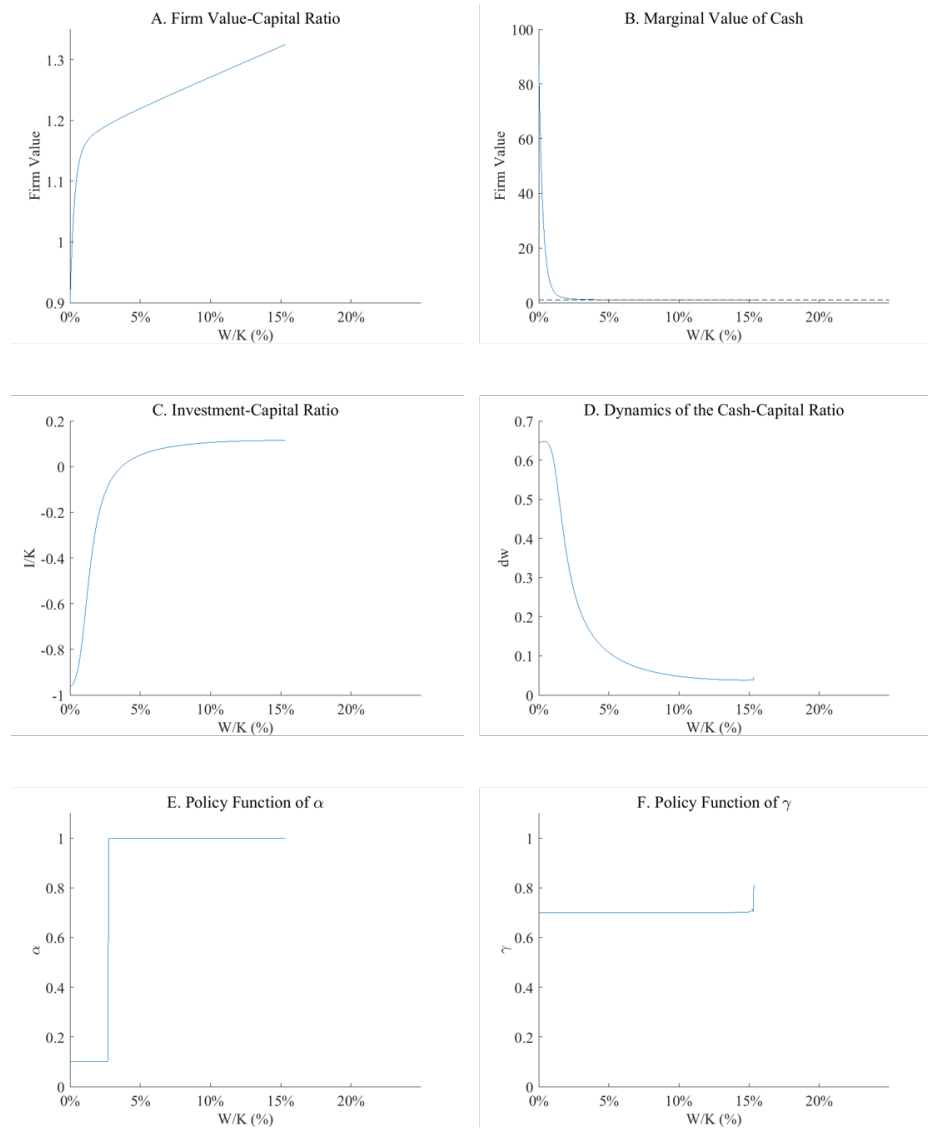 A. Firm Value-Capital Ratio
1.3
1.2
1.1
1
0.9
Firm Value
0% 5% 10% 15% 20%
W/K (%)
B. Marginal Value of Cash
100
80
60
40
20
0
Firm Value
0% 5% 10% 15% 20%
W/K (%)
C. Investment-Capital Ratio
0.2
0
-0.2
-0.4
-0.6
-0.8
-1
I/K
0% 5% 10% 15% 20%
W/K (%)
D. Dynamics of the Cash-Capital Ratio
0.7
0.6
0.5
0.4
0.3
0.2
0.1
0
dw
0% 5% 10% 15% 20%
W/K (%)
E. Policy Function of α
1
0.8
0.6
0.4
0.2
0
α
0% 5% 10% 15% 20%
W/K (%)
F. Policy Function of γ
1
0.8
0.6
0.4
0.2
0
γ
0% 5% 10% 15% 20%
W/K (%)